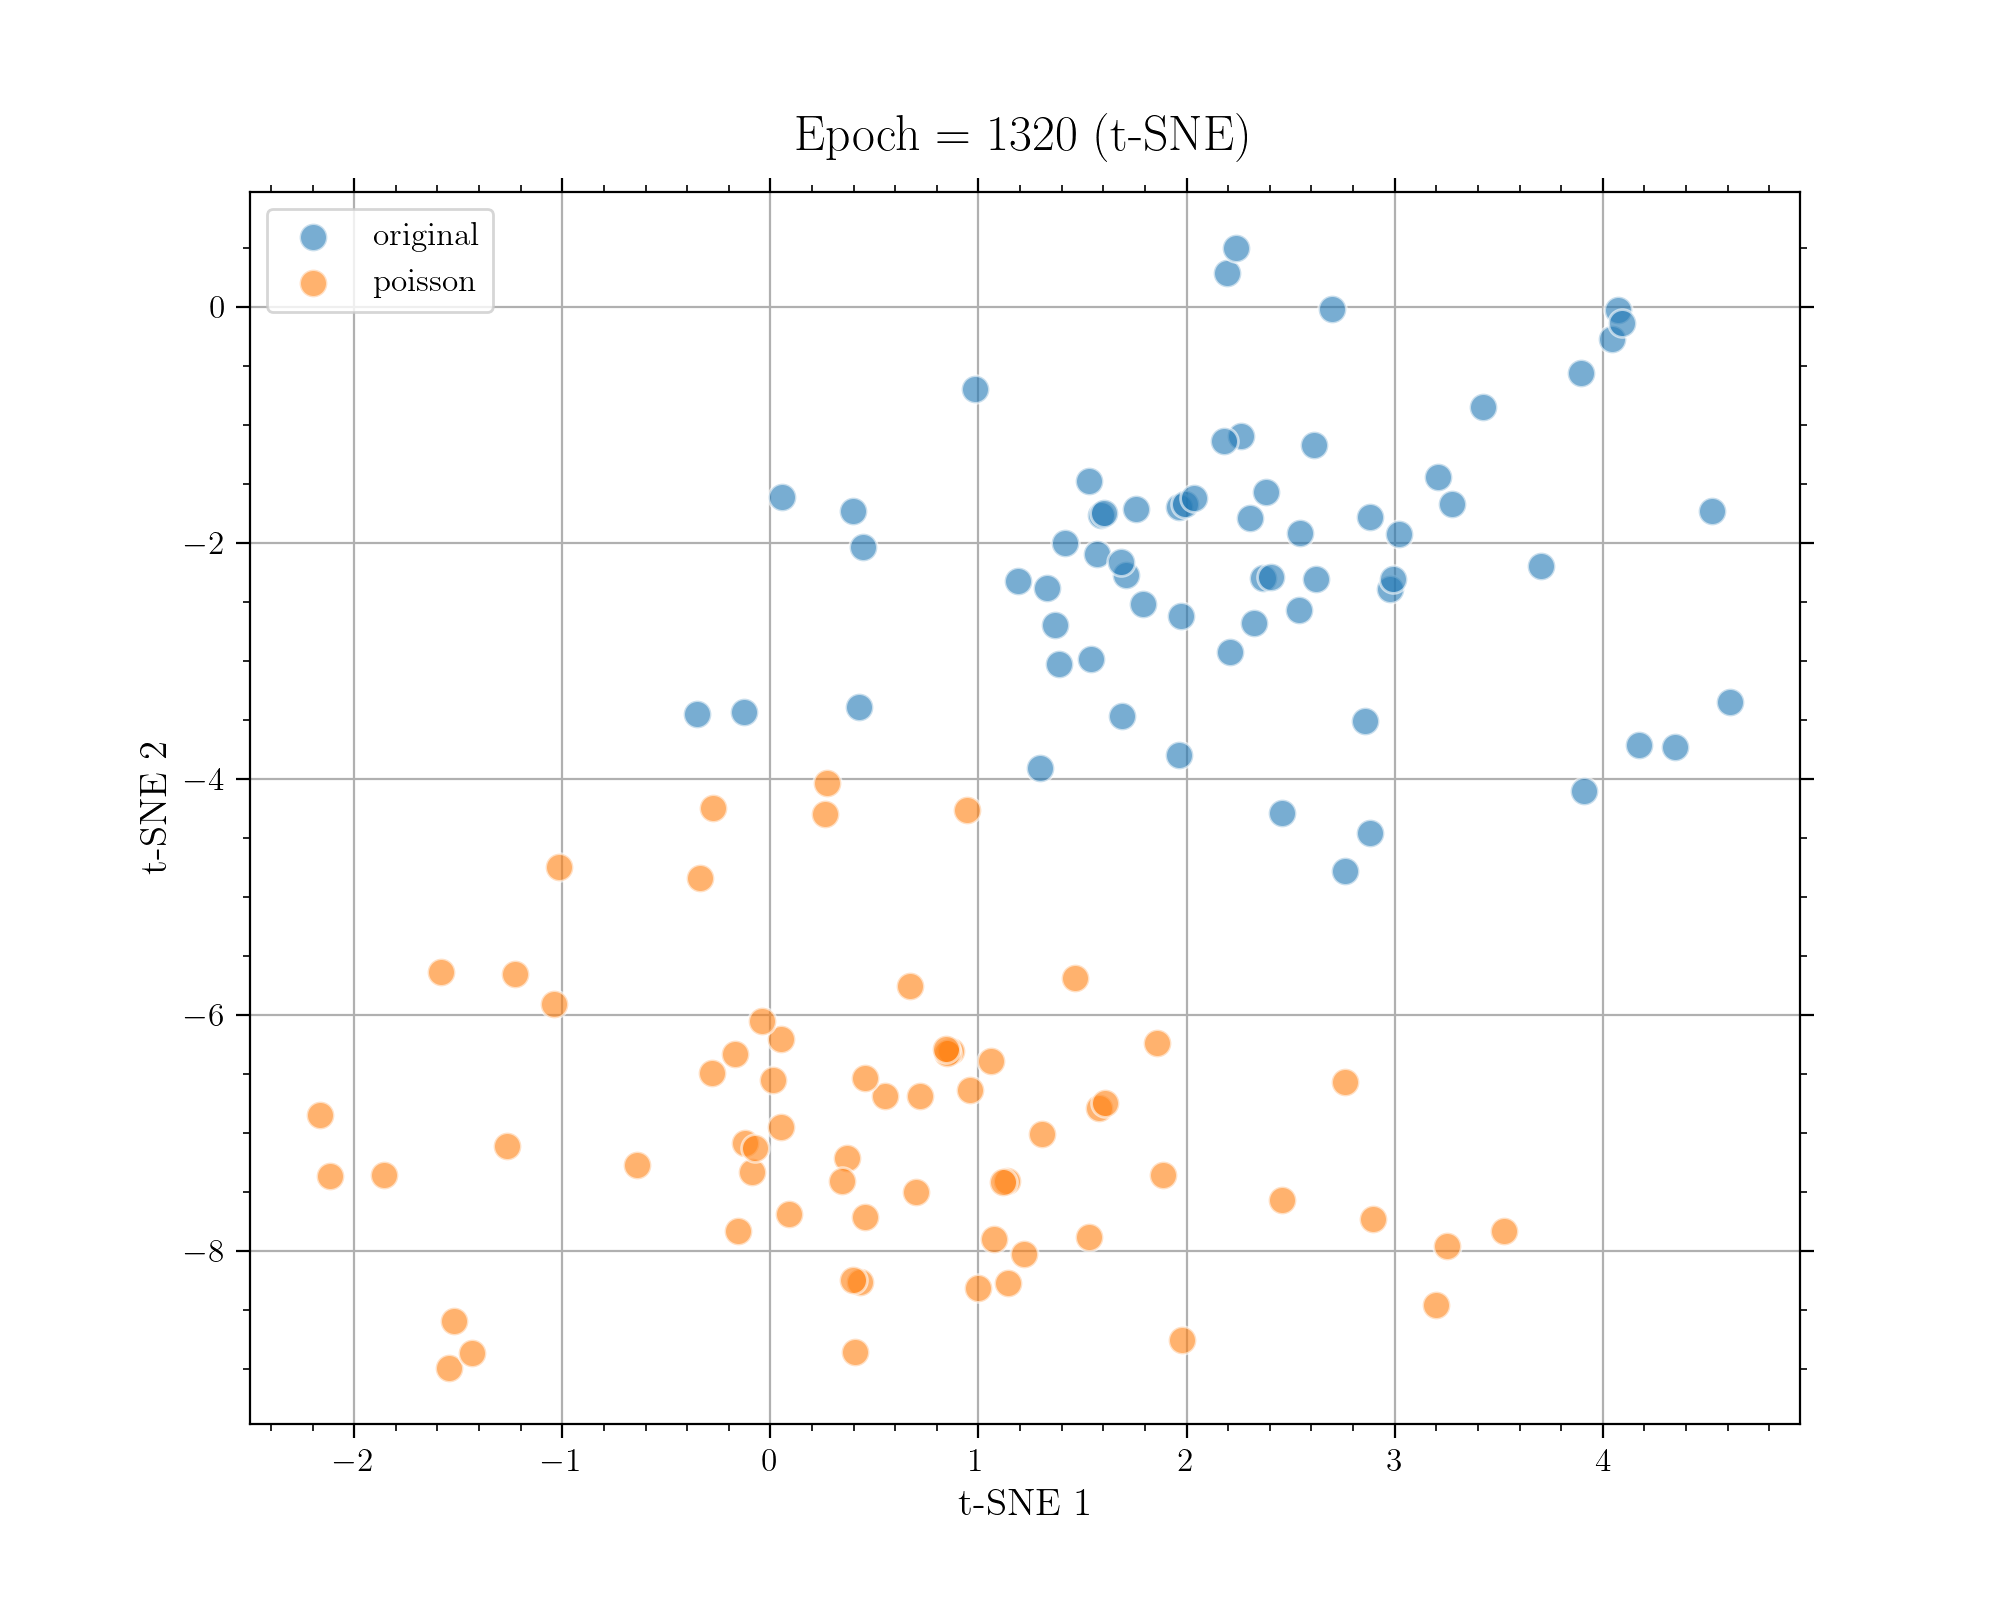 Epoch = 1320 (t-SNE)
original
poisson
0
−2
−4
−6
−8
t-SNE 2
−2
−1
0
1
2
3
4
t-SNE 1